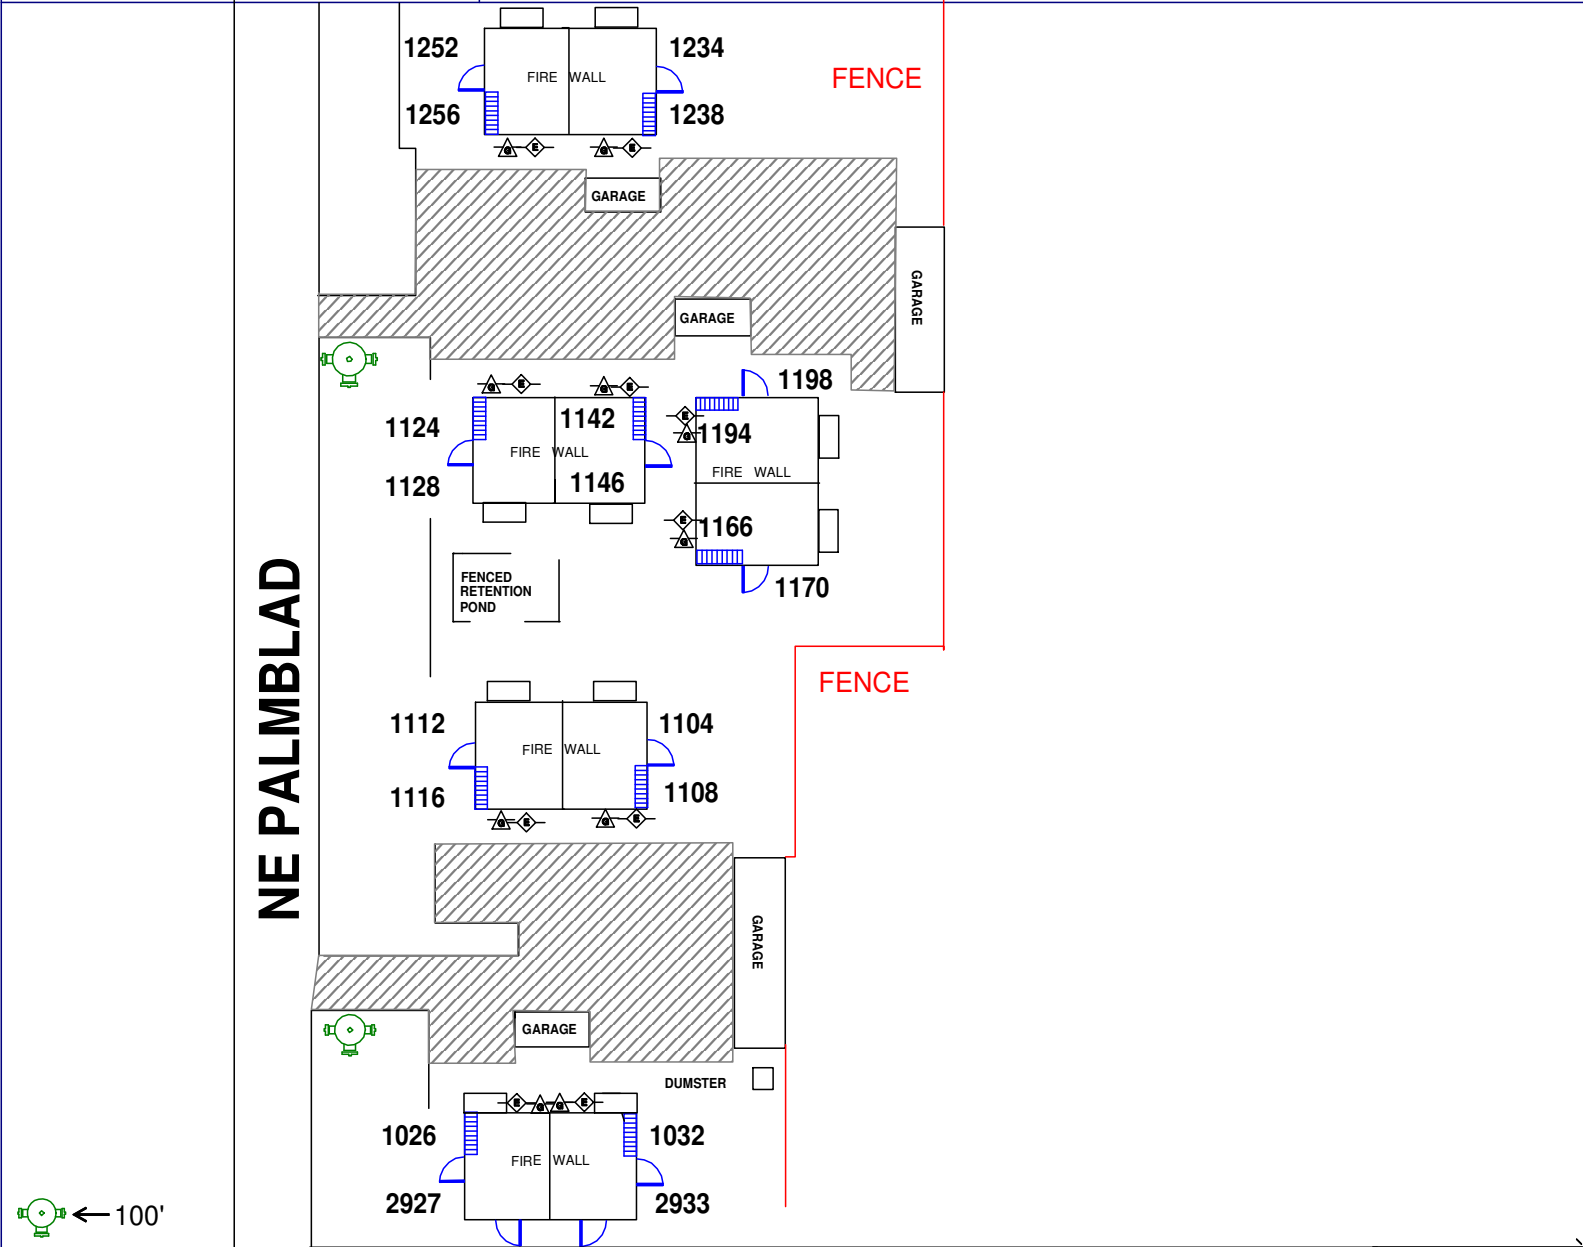 1252
1234
FIRE WALL
FENCE
1256
1238
G E G E
GARAGE
GARAGE
GARAGE
G E G E
1198
1124
1142
E
G
1194
FIRE WALL
FIRE WALL
1128
1146
E
G
1166
FENCED
RETENTION
POND
1170
NE PALMBLAD
FENCE
1112
1104
FIRE WALL
1116
1108
G E G E
GARAGE
GARAGE
DUMSTER
E G G E
1026
1032
FIRE WALL
2927
2933
100'